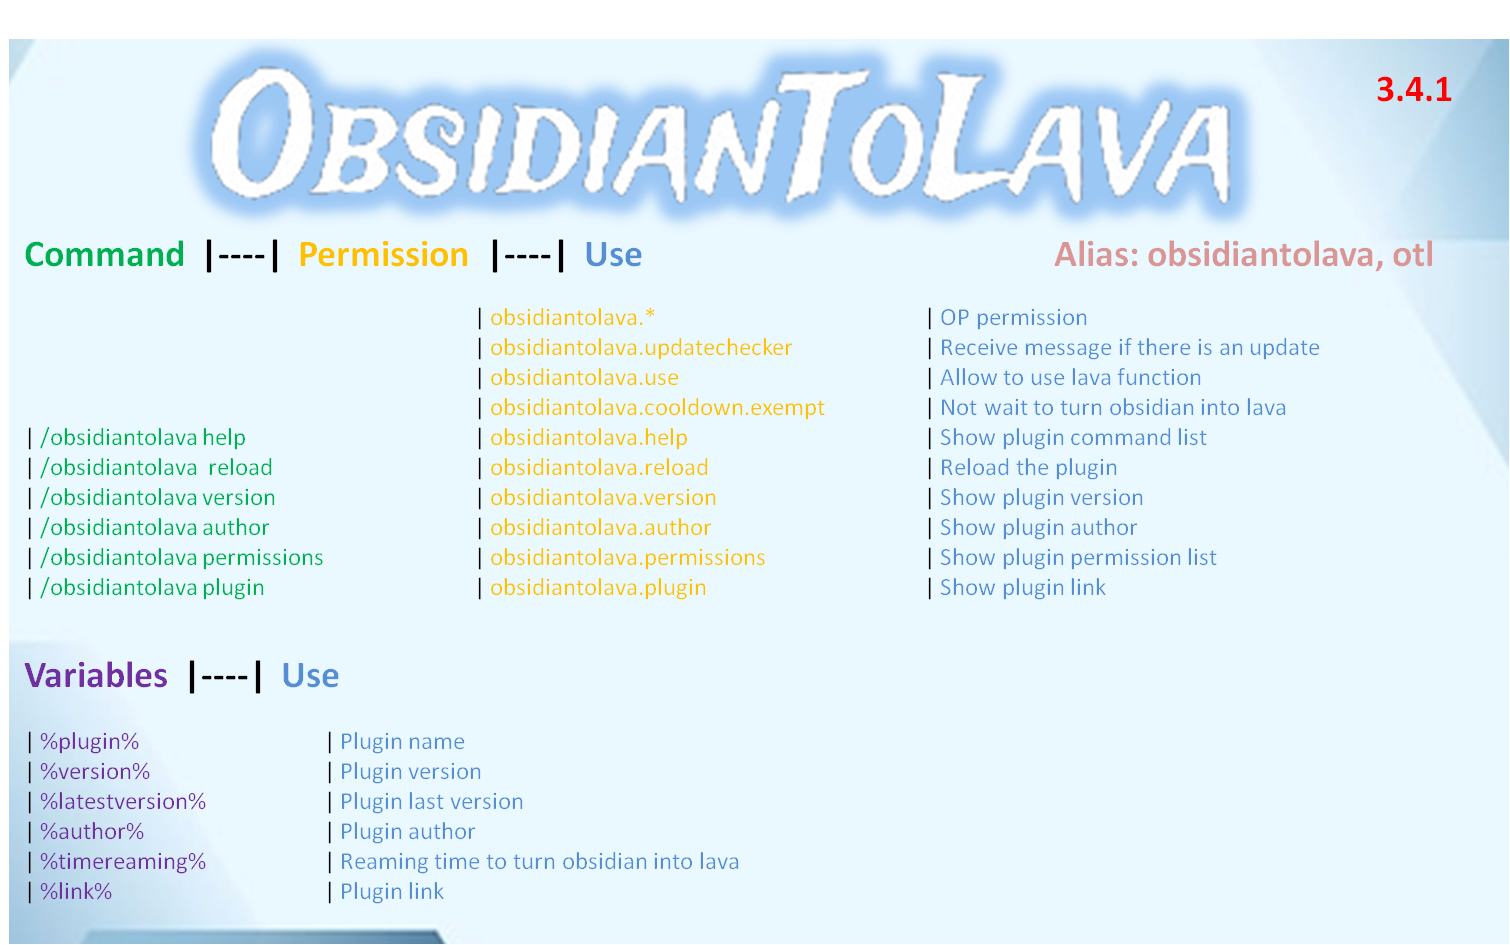 OBSIDIANTOLAVA
3.4.1
Command |----| Permission |----| Use Alias: obsidiantolava, otl
| obsidiantolava.* | OP permission
| obsidiantolava.updatechecker | Receive message if there is an update
| obsidiantolava.use | Allow to use lava function
| obsidiantolava.cooldown.exempt | Not wait to turn obsidian into lava
| /obsidiantolava help | obsidiantolava.help | Show plugin command list
| /obsidiantolava reload | obsidiantolava.reload | Reload the plugin
| /obsidiantolava version | obsidiantolava.version | Show plugin version
| /obsidiantolava author | obsidiantolava.author | Show plugin author
| /obsidiantolava permissions | obsidiantolava.permissions | Show plugin permission list
| /obsidiantolava plugin | obsidiantolava.plugin | Show plugin link
Variables |----| Use
| %plugin% | Plugin name
| %version% | Plugin version
| %latestversion% | Plugin last version
| %author% | Plugin author
| %timereaming% | Reaming time to turn obsidian into lava
| %link% | Plugin link